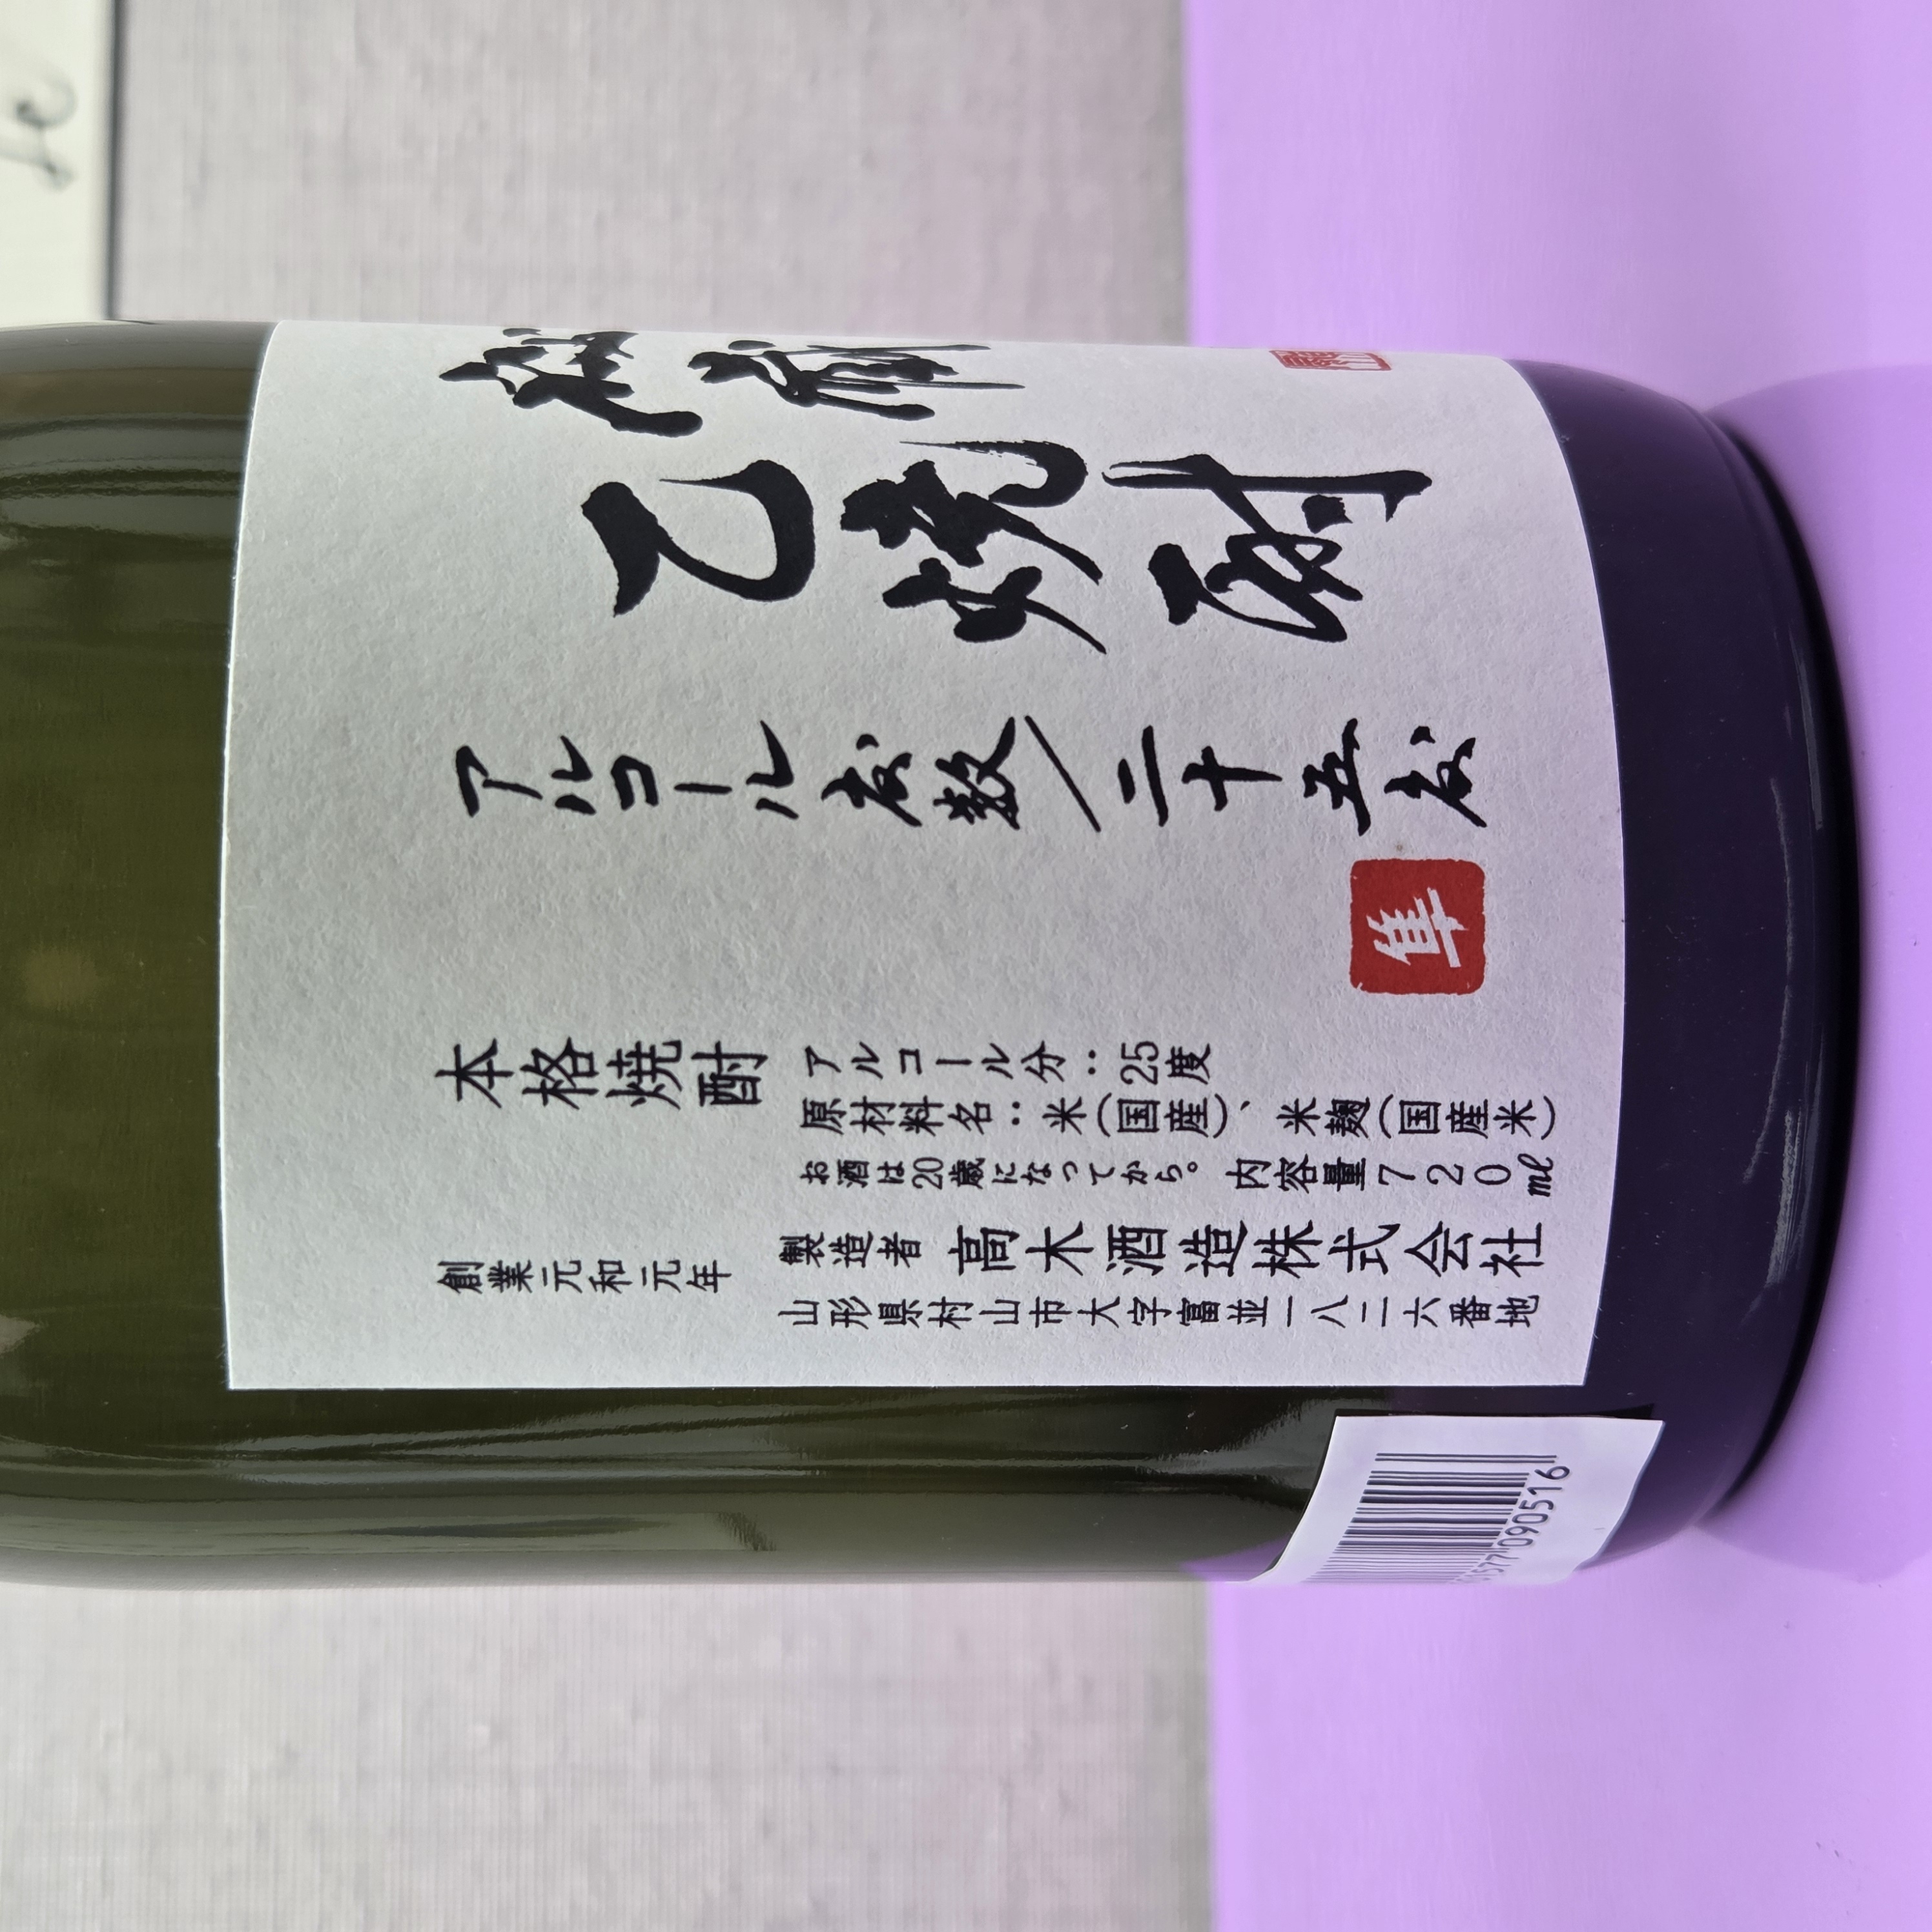 乙焼酎
アルコール度数/二十五度
隼
本格焼酎
アルコール分：25度
原材料名：米（国産）、米麹（国産米）
お酒は20歳になってから。 内容量720㎖
創業元和元年
製造者 高木酒造株式会社
山形県村山市大字富並一八二六番地
090516